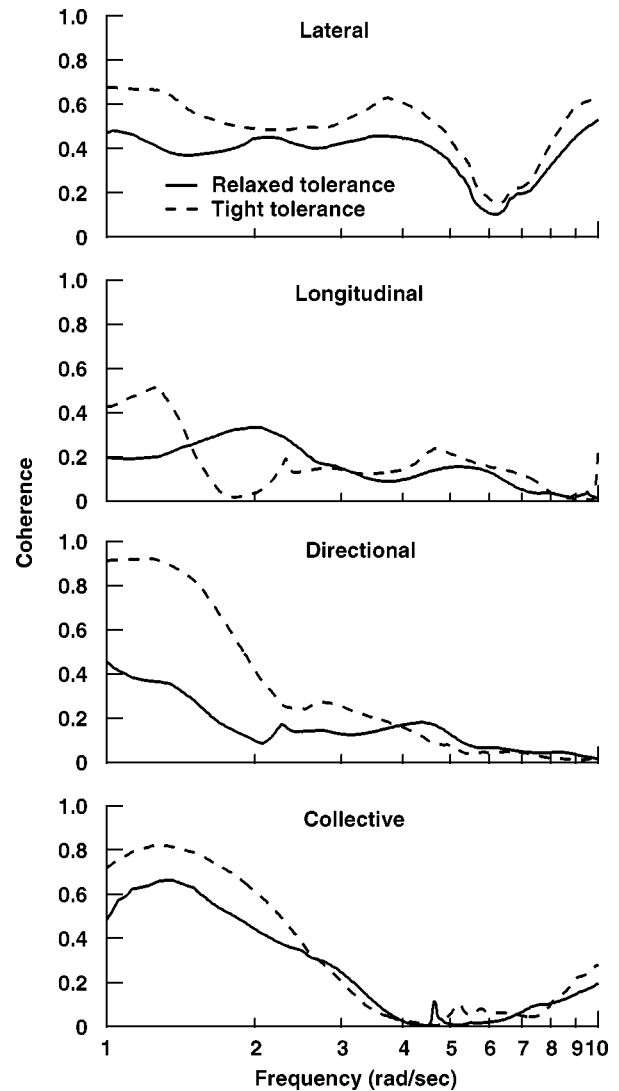 1.0
Lateral
0.8
0.6
0.4
0.2
0
Relaxed tolerance
Tight tolerance
1.0
Longitudinal
0.8
0.6
0.4
0.2
0
Coherence
1.0
Directional
0.8
0.6
0.4
0.2
0
1.0
Collective
0.8
0.6
0.4
0.2
0
1 2 3 4 5 6 7 8 9 10
Frequency (rad/sec)